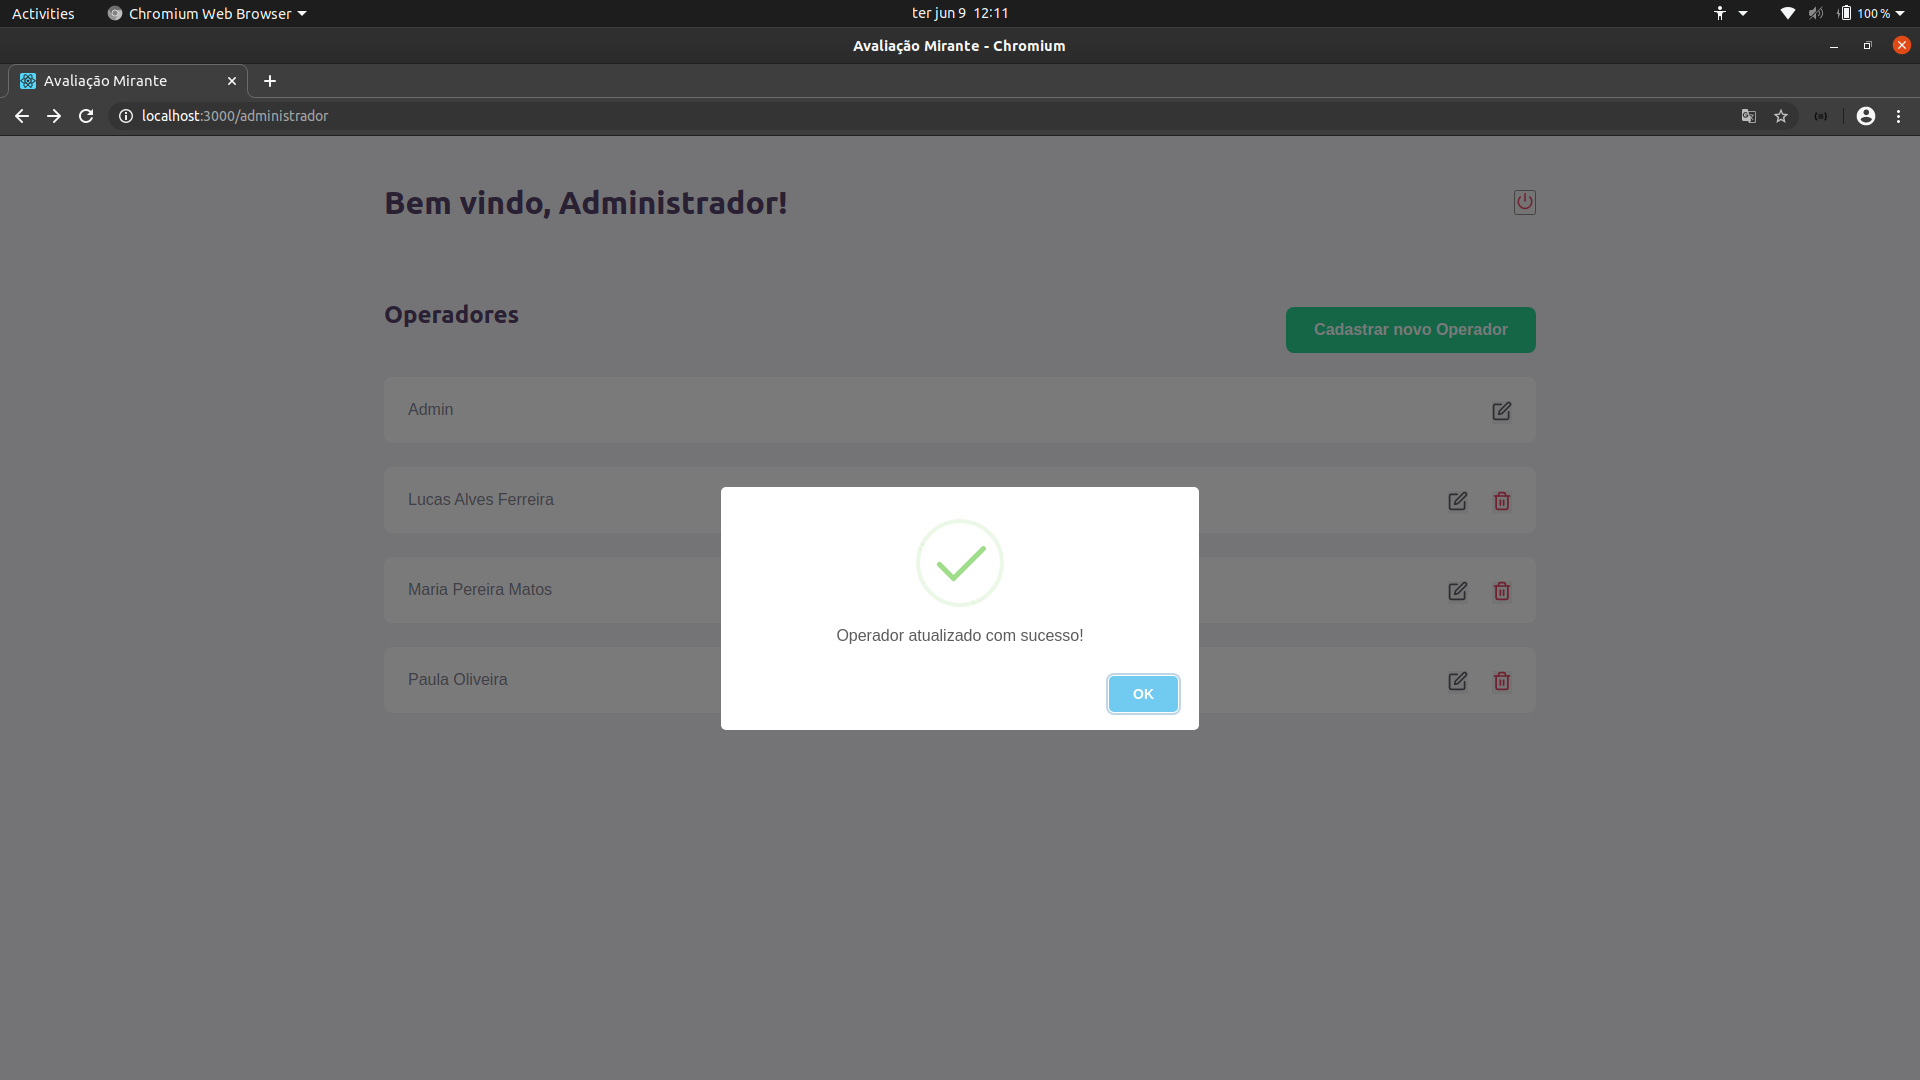 Activities
Chromium Web Browser
ter jun 9 12:11
100 %
Avaliação Mirante - Chromium
Avaliação Mirante
localhost:3000/administrador
Bem vindo, Administrador!
Operadores
Cadastrar novo Operador
Admin
Lucas Alves Ferreira
Maria Pereira Matos
Paula Oliveira
Operador atualizado com sucesso!
OK